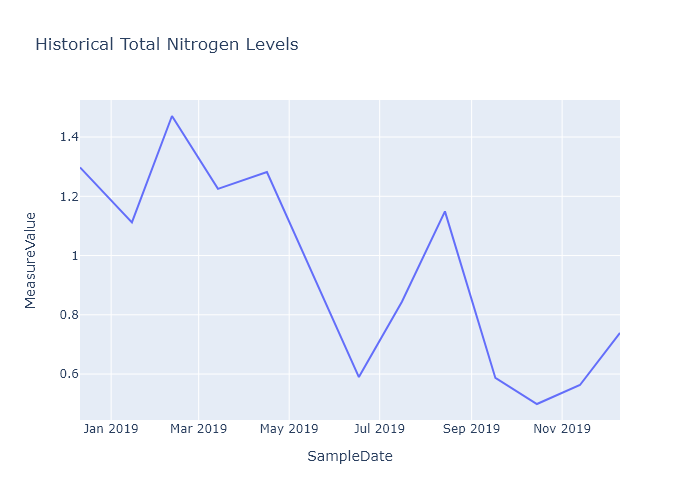 Historical Total Nitrogen Levels
1.4
1.2
1
0.8
0.6
MeasureValue
Jan 2019
Mar 2019
May 2019
Jul 2019
Sep 2019
Nov 2019
SampleDate